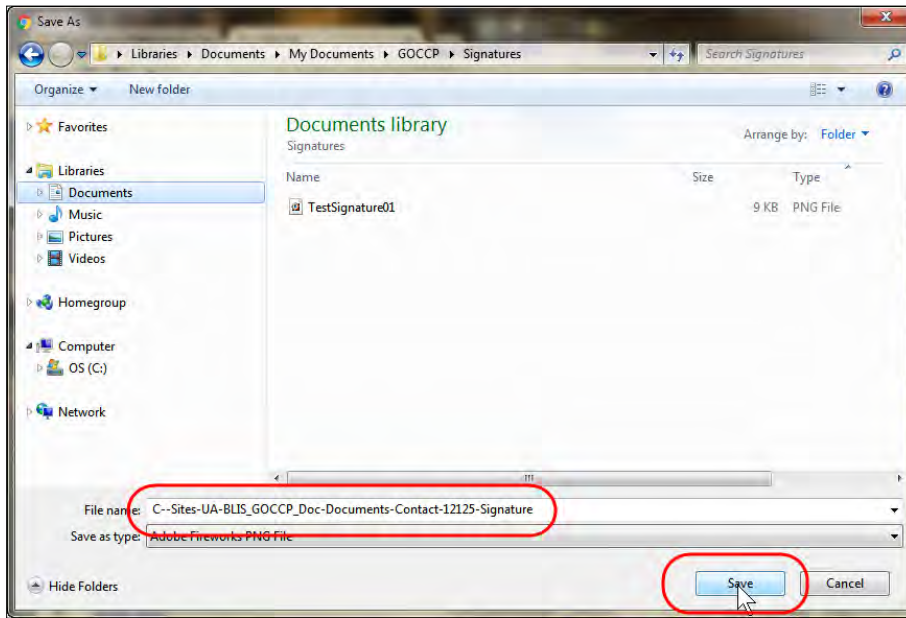 Save As
Libraries Documents My Documents GOCCP Signatures Search Signatures
Organize New folder
Favorites
Libraries
Documents
Music
Pictures
Videos
Homegroup
Computer
OS (C:)
Network
Documents library
Signatures
Arrange by: Folder
Name Size Type
TestSignature01 9 KB PNG File
File name: C--Sites-UA-BLIS_GOCCP_Doc-Documents-Contact-12125-Signature
Save as type: Adobe Fireworks PNG File
Hide Folders
Save Cancel